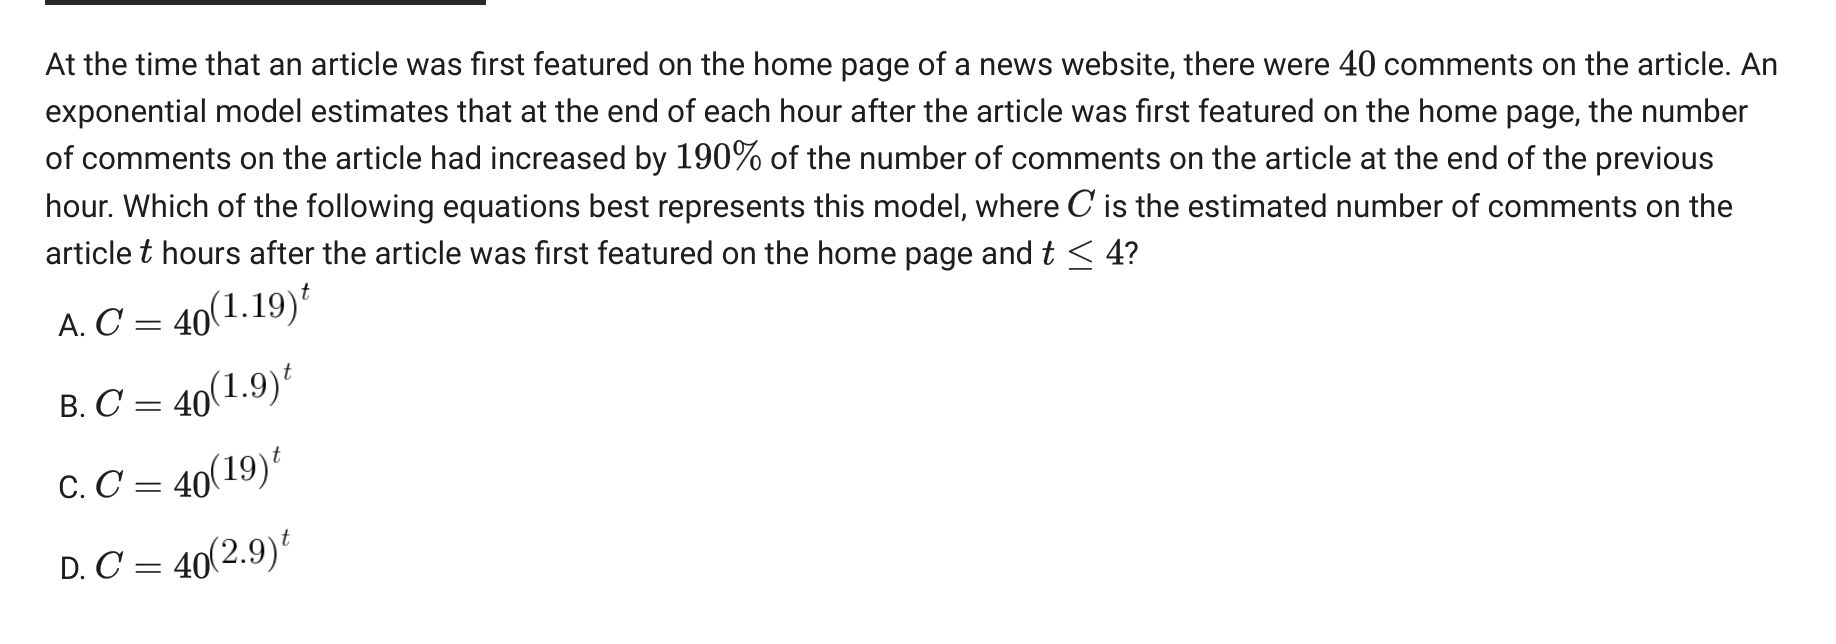 At the time that an article was first featured on the home page of a news website, there were 40 comments on the article. An
exponential model estimates that at the end of each hour after the article was first featured on the home page, the number
of comments on the article had increased by 190% of the number of comments on the article at the end of the previous
hour. Which of the following equations best represents this model, where C is the estimated number of comments on the
article t hours after the article was first featured on the home page and t ≤ 4?
A. C = 40^{(1.19)^t}
B. C = 40^{(1.9)^t}
C. C = 40^{(19)^t}
D. C = 40^{(2.9)^t}